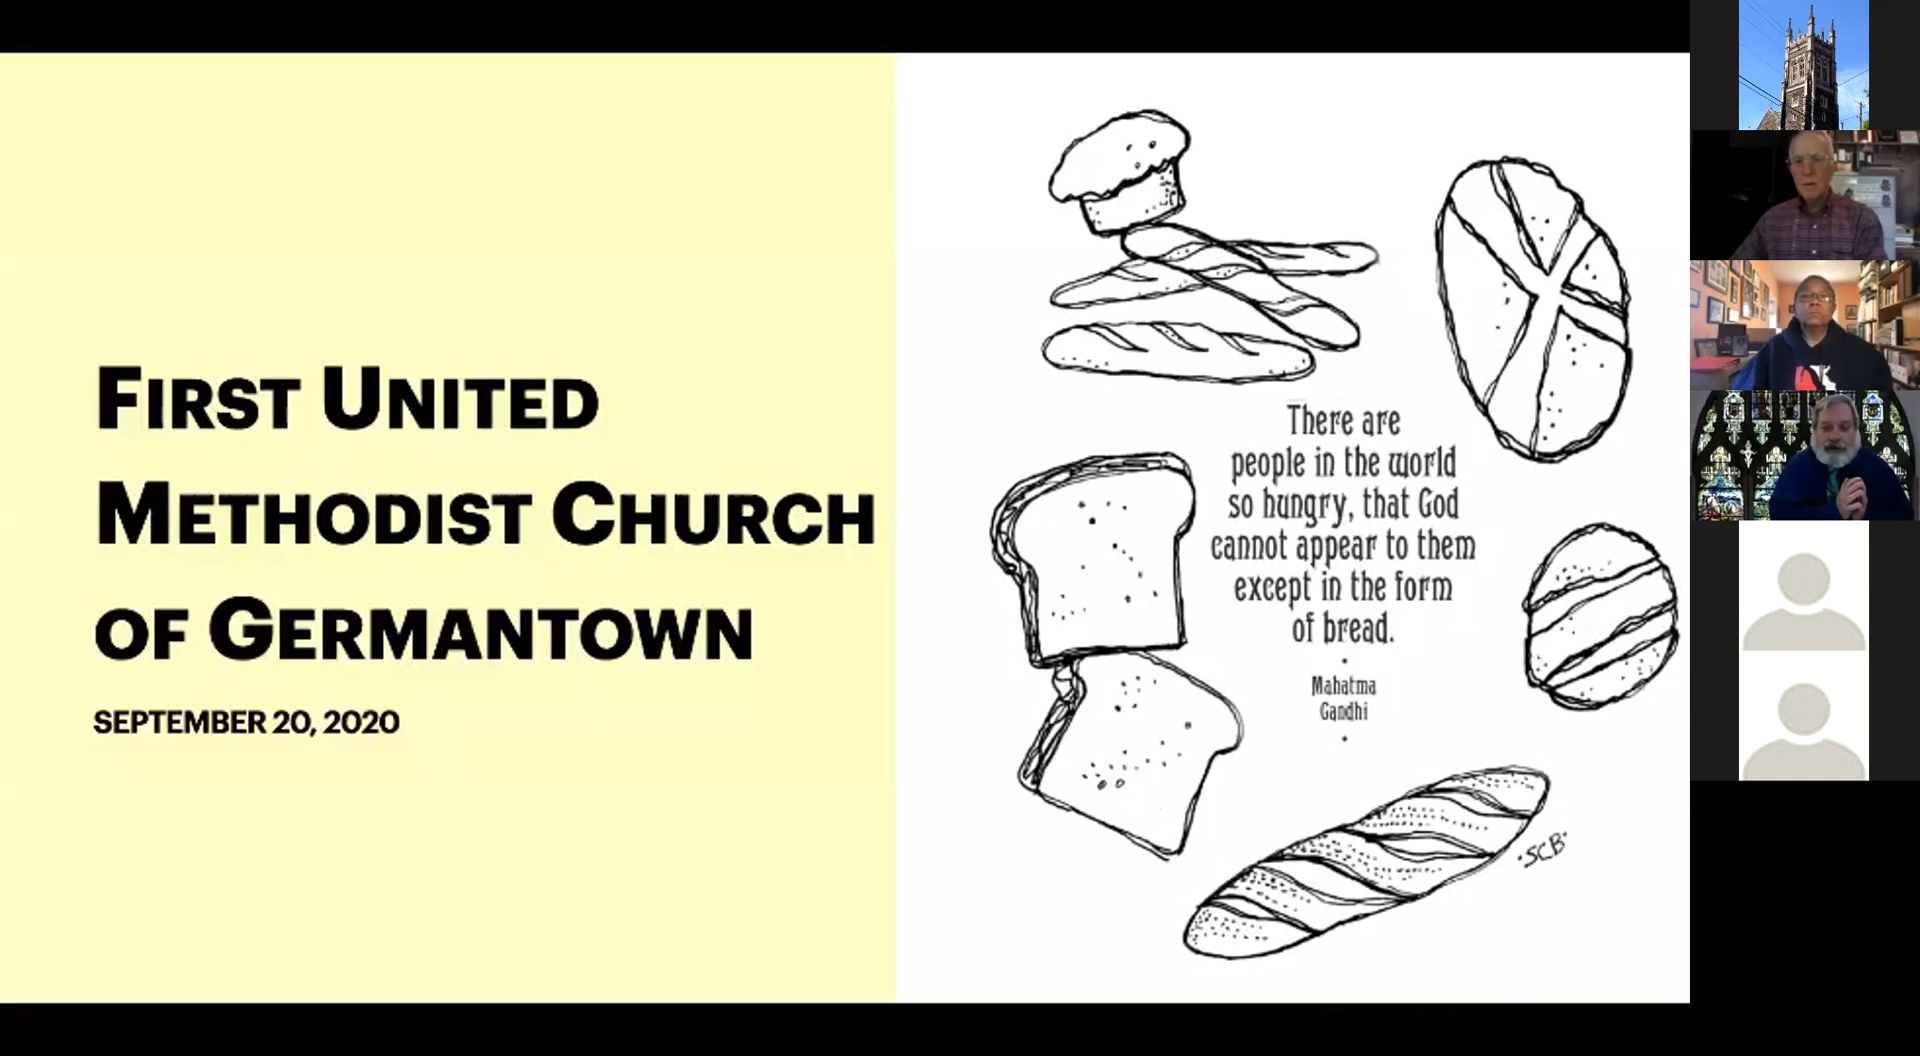 FIRST UNITED
METHODIST CHURCH
OF GERMANTOWN
SEPTEMBER 20, 2020
There are
people in the world
so hungry, that God
cannot appear to them
except in the form
of bread.
Mahatma
Gandhi
SCB